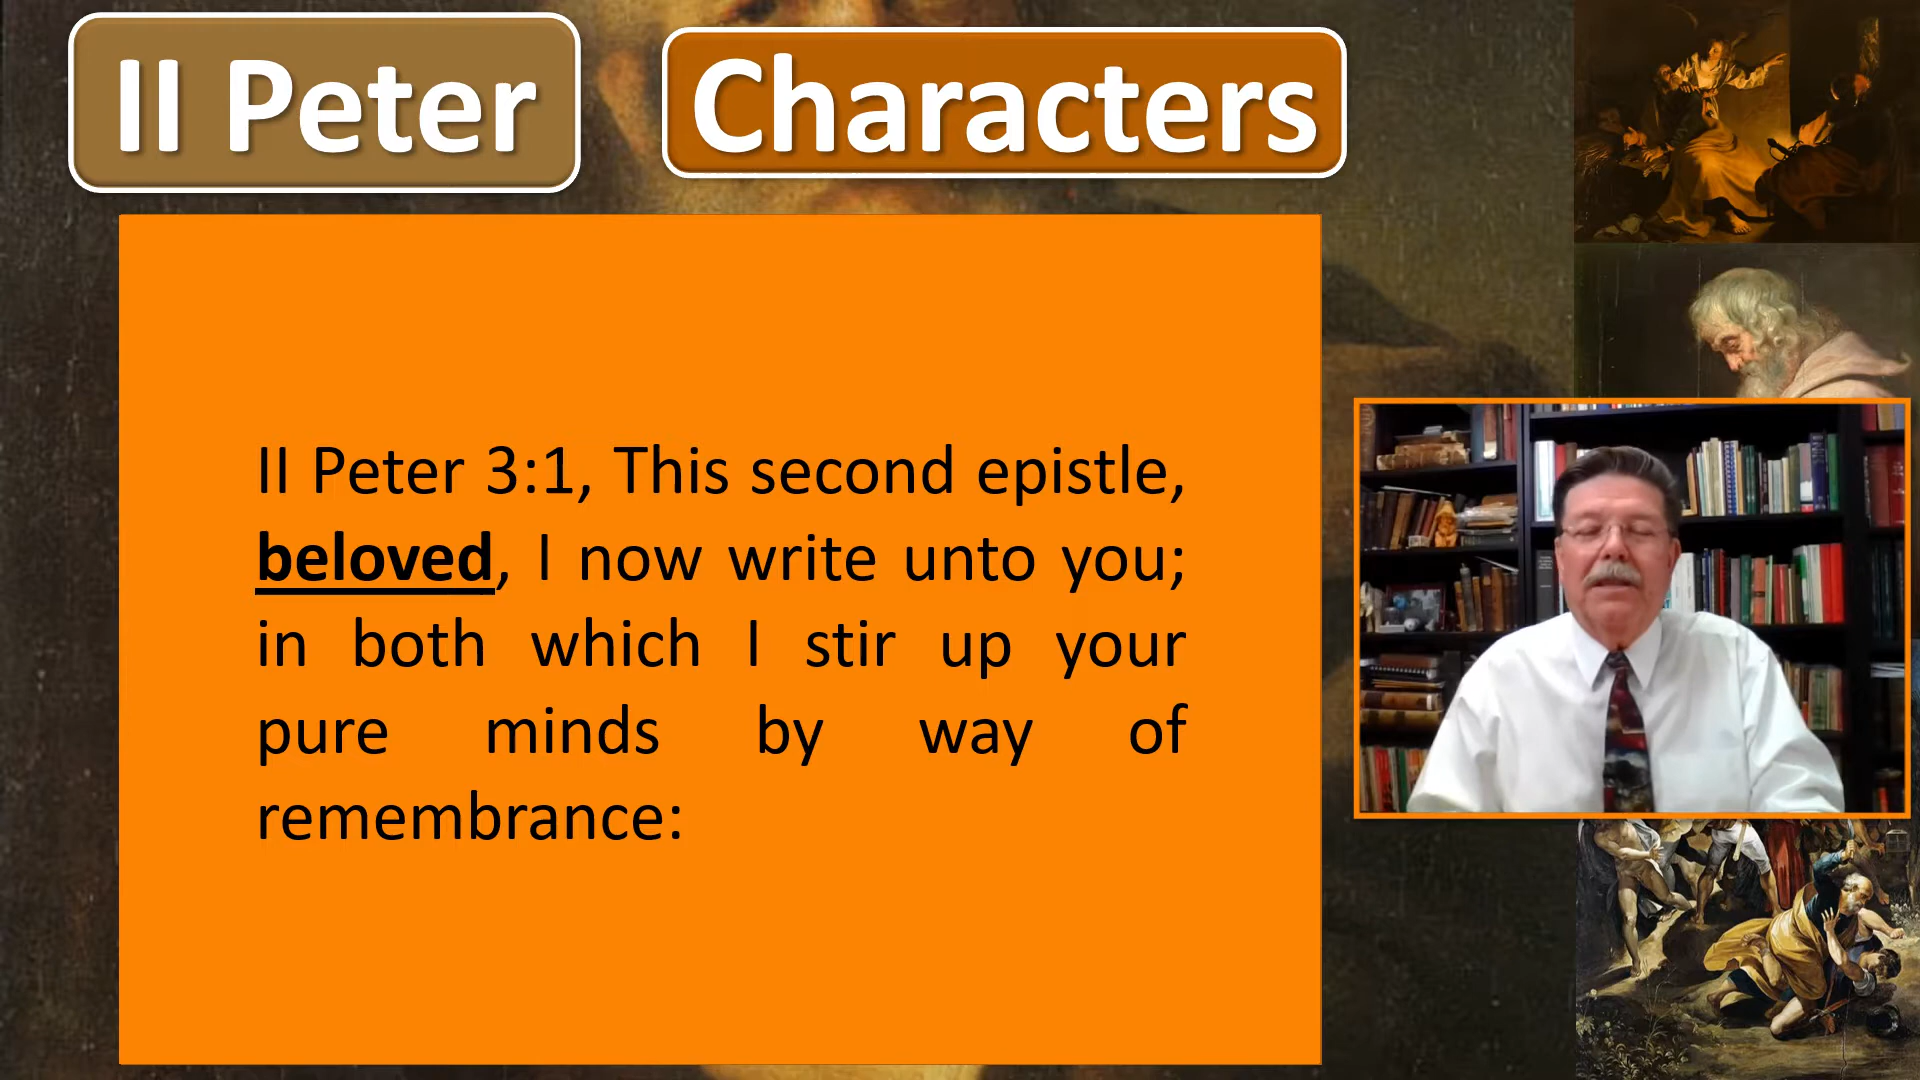 II Peter
Characters
II Peter 3:1, This second epistle,
beloved, I now write unto you;
in both which I stir up your
pure minds by way of
remembrance: